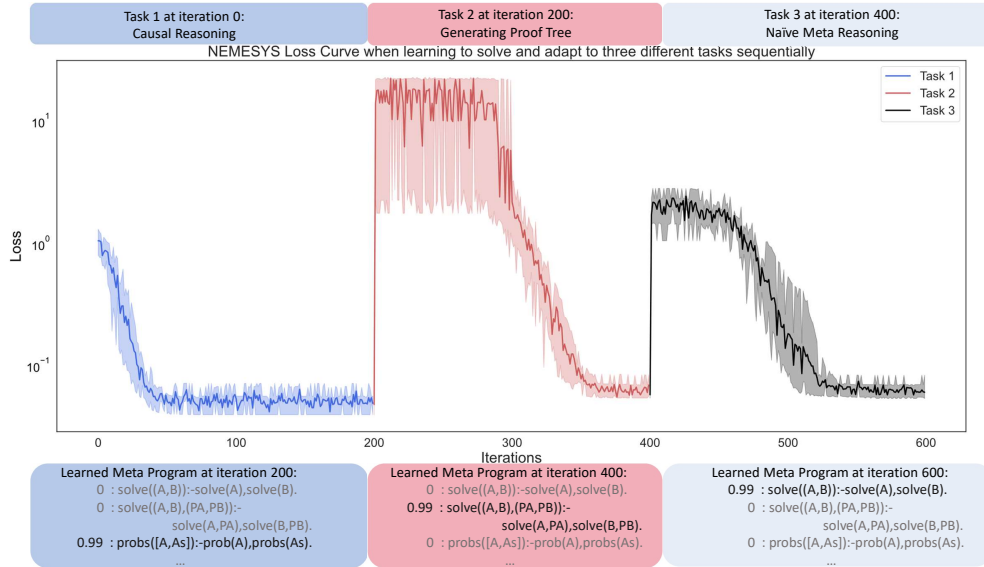 Task 1 at iteration 0:
Causal Reasoning
Task 2 at iteration 200:
Generating Proof Tree
Task 3 at iteration 400:
Naïve Meta Reasoning
NEMESYS Loss Curve when learning to solve and adapt to three different tasks sequentially
Task 1
Task 2
Task 3
Loss
10¹
10⁰
10⁻¹
0
100
200
300
400
500
600
Iterations
Learned Meta Program at iteration 200:
0 : solve((A,B)):-solve(A),solve(B).
0 : solve((A,B),(PA,PB)):-
solve(A,PA),solve(B,PB).
0.99 : probs([A,As]):-prob(A),probs(As).
...
Learned Meta Program at iteration 400:
0 : solve((A,B)):-solve(A),solve(B).
0.99 : solve((A,B),(PA,PB)):-
solve(A,PA),solve(B,PB).
0 : probs([A,As]):-prob(A),probs(As).
...
Learned Meta Program at iteration 600:
0.99 : solve((A,B)):-solve(A),solve(B).
0 : solve((A,B),(PA,PB)):-
solve(A,PA),solve(B,PB).
0 : probs([A,As]):-prob(A),probs(As).
...